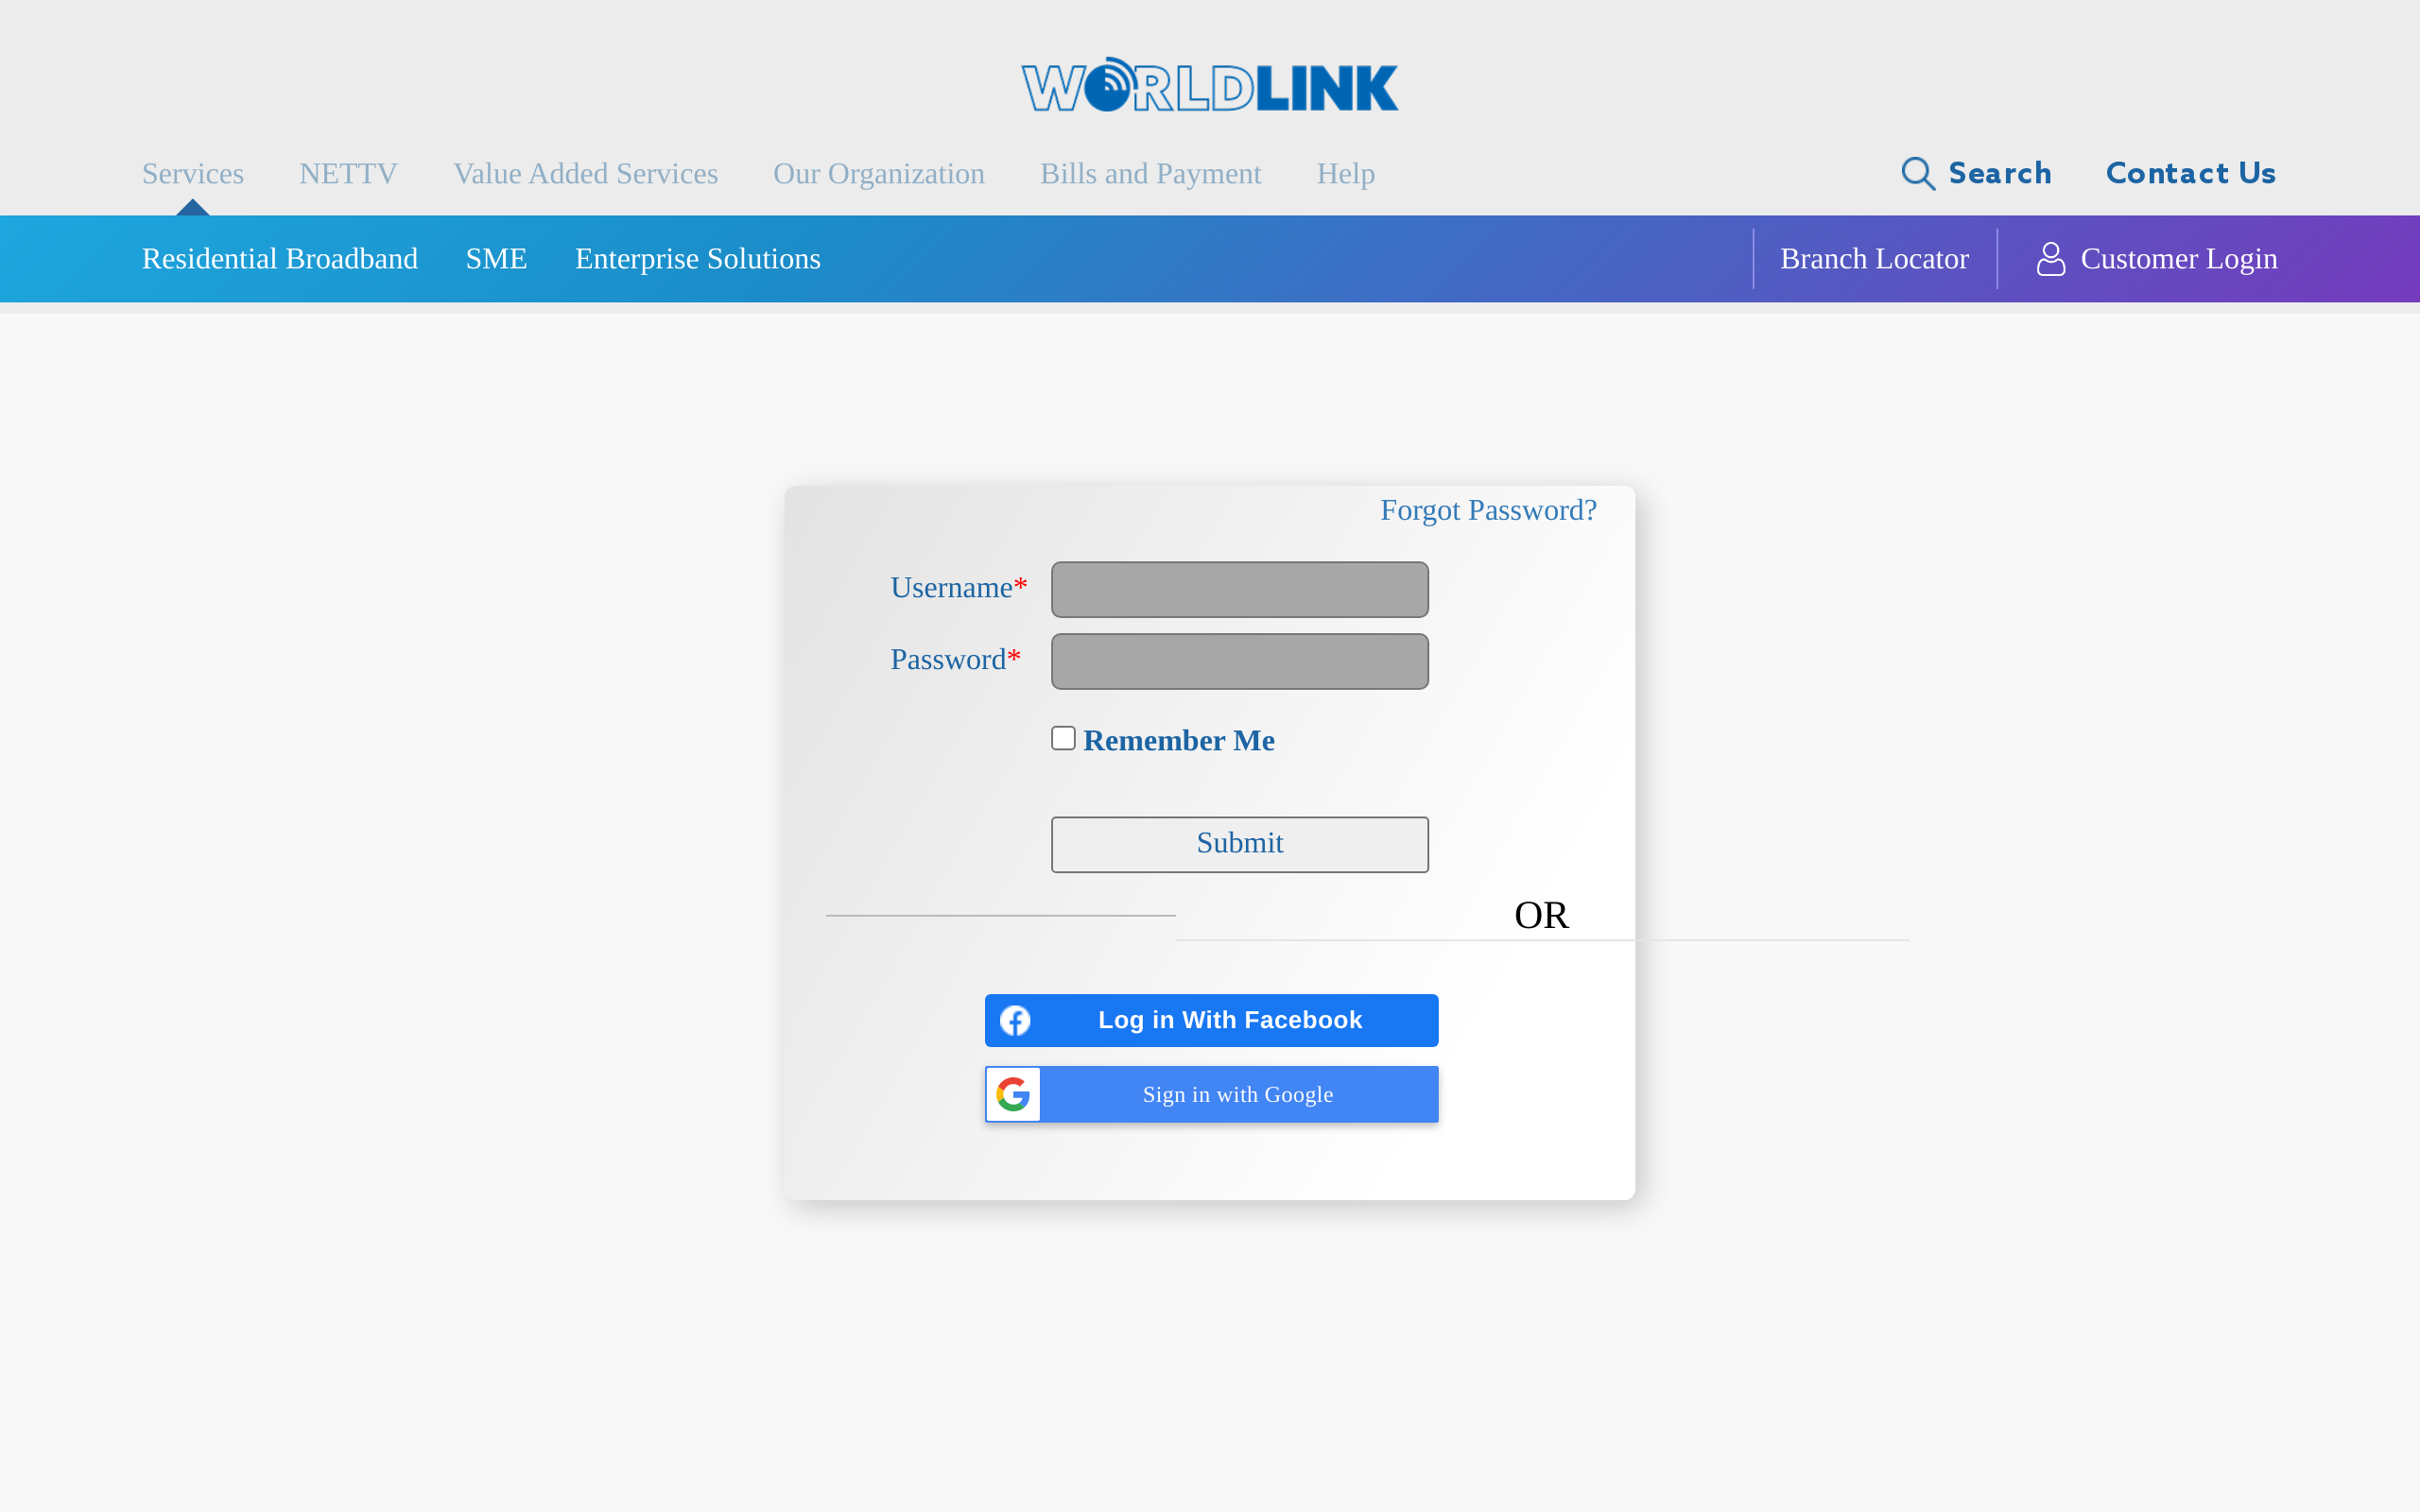 WORLDLINK
Services NETTV Value Added Services Our Organization Bills and Payment Help Search Contact Us
Residential Broadband SME Enterprise Solutions Branch Locator Customer Login
Forgot Password?
Username*
Password*
Remember Me
Submit
OR
Log in With Facebook
Sign in with Google